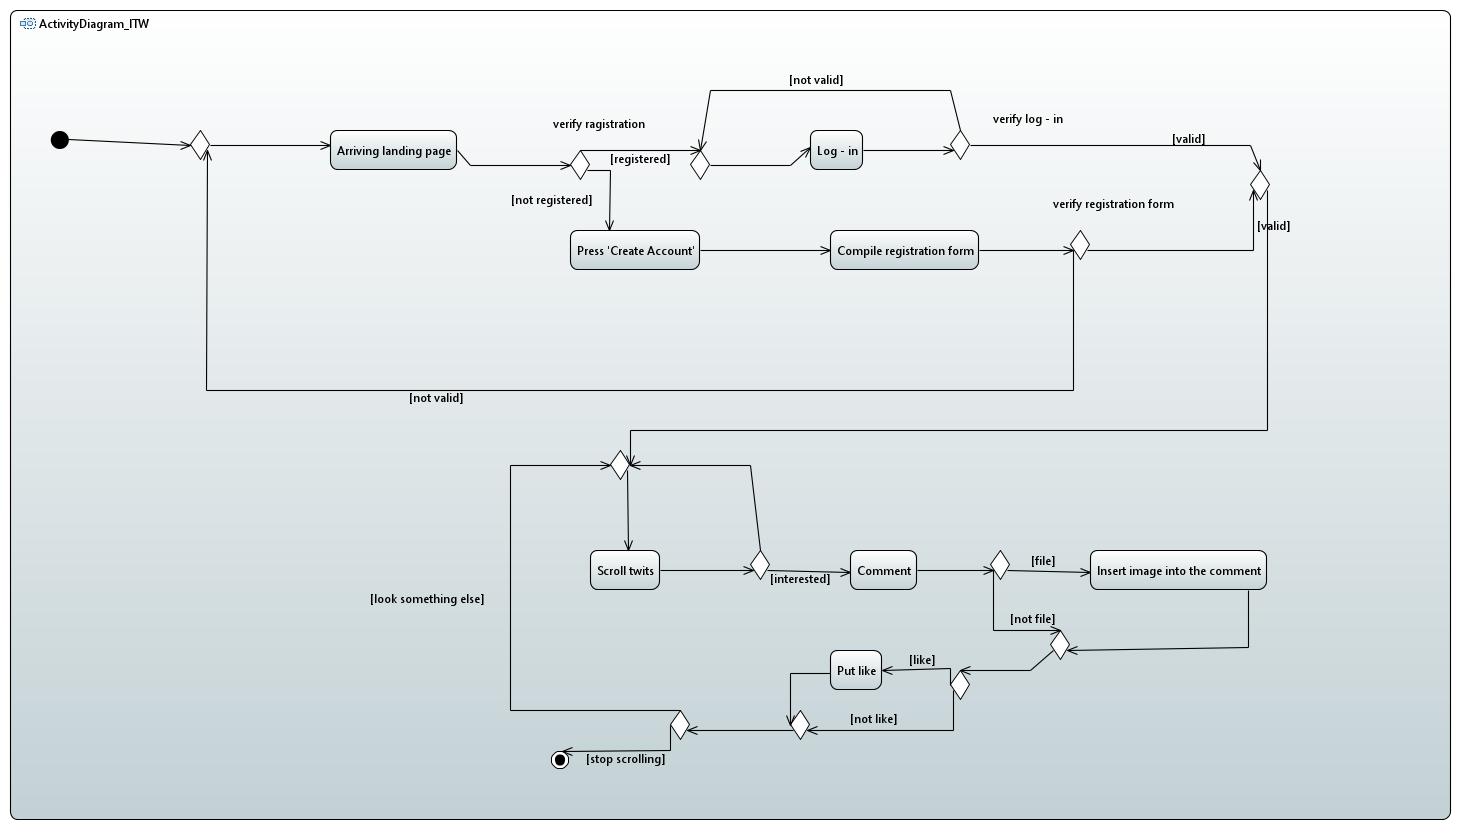 ActivityDiagram_ITW
[not valid]
verify ragistration
verify log - in
Arriving landing page
[registered]
Log - in
[valid]
[not registered]
verify registration form
[valid]
Press 'Create Account'
Compile registration form
[not valid]
Scroll twits
[interested]
Comment
[file]
Insert image into the comment
[look something else]
[not file]
Put like
[like]
[not like]
[stop scrolling]